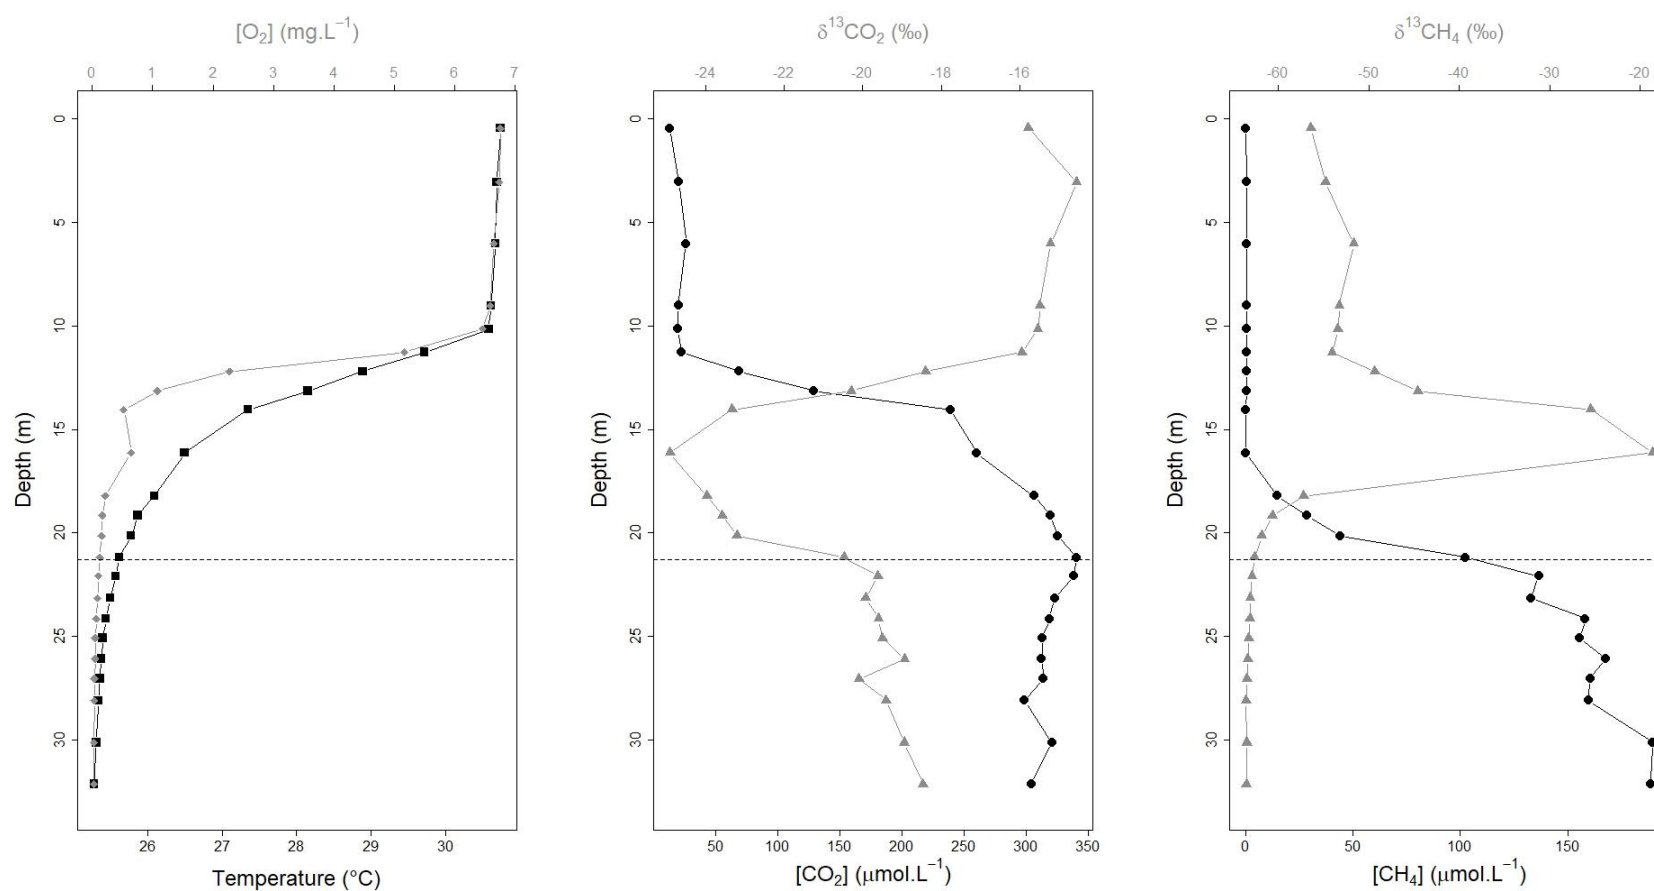 [O₂] (mg.L⁻¹)
0 1 2 3 4 5 6 7
Depth (m)
0
5
10
15
20
25
30
26 27 28 29 30
Temperature (°C)
δ¹³CO₂ (‰)
-24 -22 -20 -18 -16
Depth (m)
0
5
10
15
20
25
30
50 100 150 200 250 300 350
[CO₂] (μmol.L⁻¹)
δ¹³CH₄ (‰)
-60 -50 -40 -30 -20
Depth (m)
0
5
10
15
20
25
30
0 50 100 150
[CH₄] (μmol.L⁻¹)